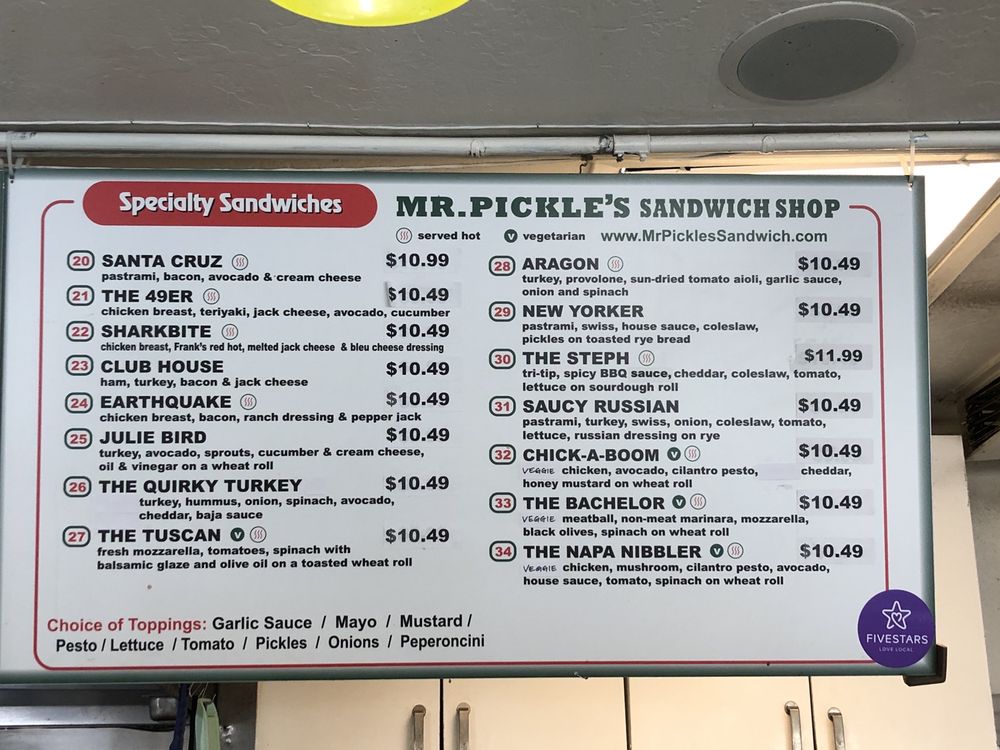 Specialty Sandwiches
MR. PICKLE'S SANDWICH SHOP
served hot V vegetarian www.MrPicklesSandwich.com
20 SANTA CRUZ $10.99
pastrami, bacon, avocado & cream cheese
21 THE 49ER $10.49
chicken breast, teriyaki, jack cheese, avocado, cucumber
22 SHARKBITE $10.49
chicken breast, Frank's red hot, melted jack cheese & bleu cheese dressing
23 CLUB HOUSE $10.49
ham, turkey, bacon & jack cheese
24 EARTHQUAKE $10.49
chicken breast, bacon, ranch dressing & pepper jack
25 JULIE BIRD $10.49
turkey, avocado, sprouts, cucumber & cream cheese,
oil & vinegar on a wheat roll
26 THE QUIRKY TURKEY $10.49
turkey, hummus, onion, spinach, avocado,
cheddar, baja sauce
27 THE TUSCAN V $10.49
fresh mozzarella, tomatoes, spinach with
balsamic glaze and olive oil on a toasted wheat roll
28 ARAGON $10.49
turkey, provolone, sun-dried tomato aioli, garlic sauce,
onion and spinach
29 NEW YORKER $10.49
pastrami, swiss, house sauce, coleslaw,
pickles on toasted rye bread
30 THE STEPH $11.99
tri-tip, spicy BBQ sauce, cheddar, coleslaw, tomato,
lettuce on sourdough roll
31 SAUCY RUSSIAN $10.49
pastrami, turkey, swiss, onion, coleslaw, tomato,
lettuce, russian dressing on rye
32 CHICK-A-BOOM V $10.49
VEGGIE chicken, avocado, cilantro pesto, cheddar,
honey mustard on wheat roll
33 THE BACHELOR V $10.49
VEGGIE meatball, non-meat marinara, mozzarella,
black olives, spinach on wheat roll
34 THE NAPA NIBBLER V $10.49
VEGGIE chicken, mushroom, cilantro pesto, avocado,
house sauce, tomato, spinach on wheat roll
Choice of Toppings: Garlic Sauce / Mayo / Mustard /
Pesto / Lettuce / Tomato / Pickles / Onions / Peperoncini
FIVESTARS
LOVE LOCAL